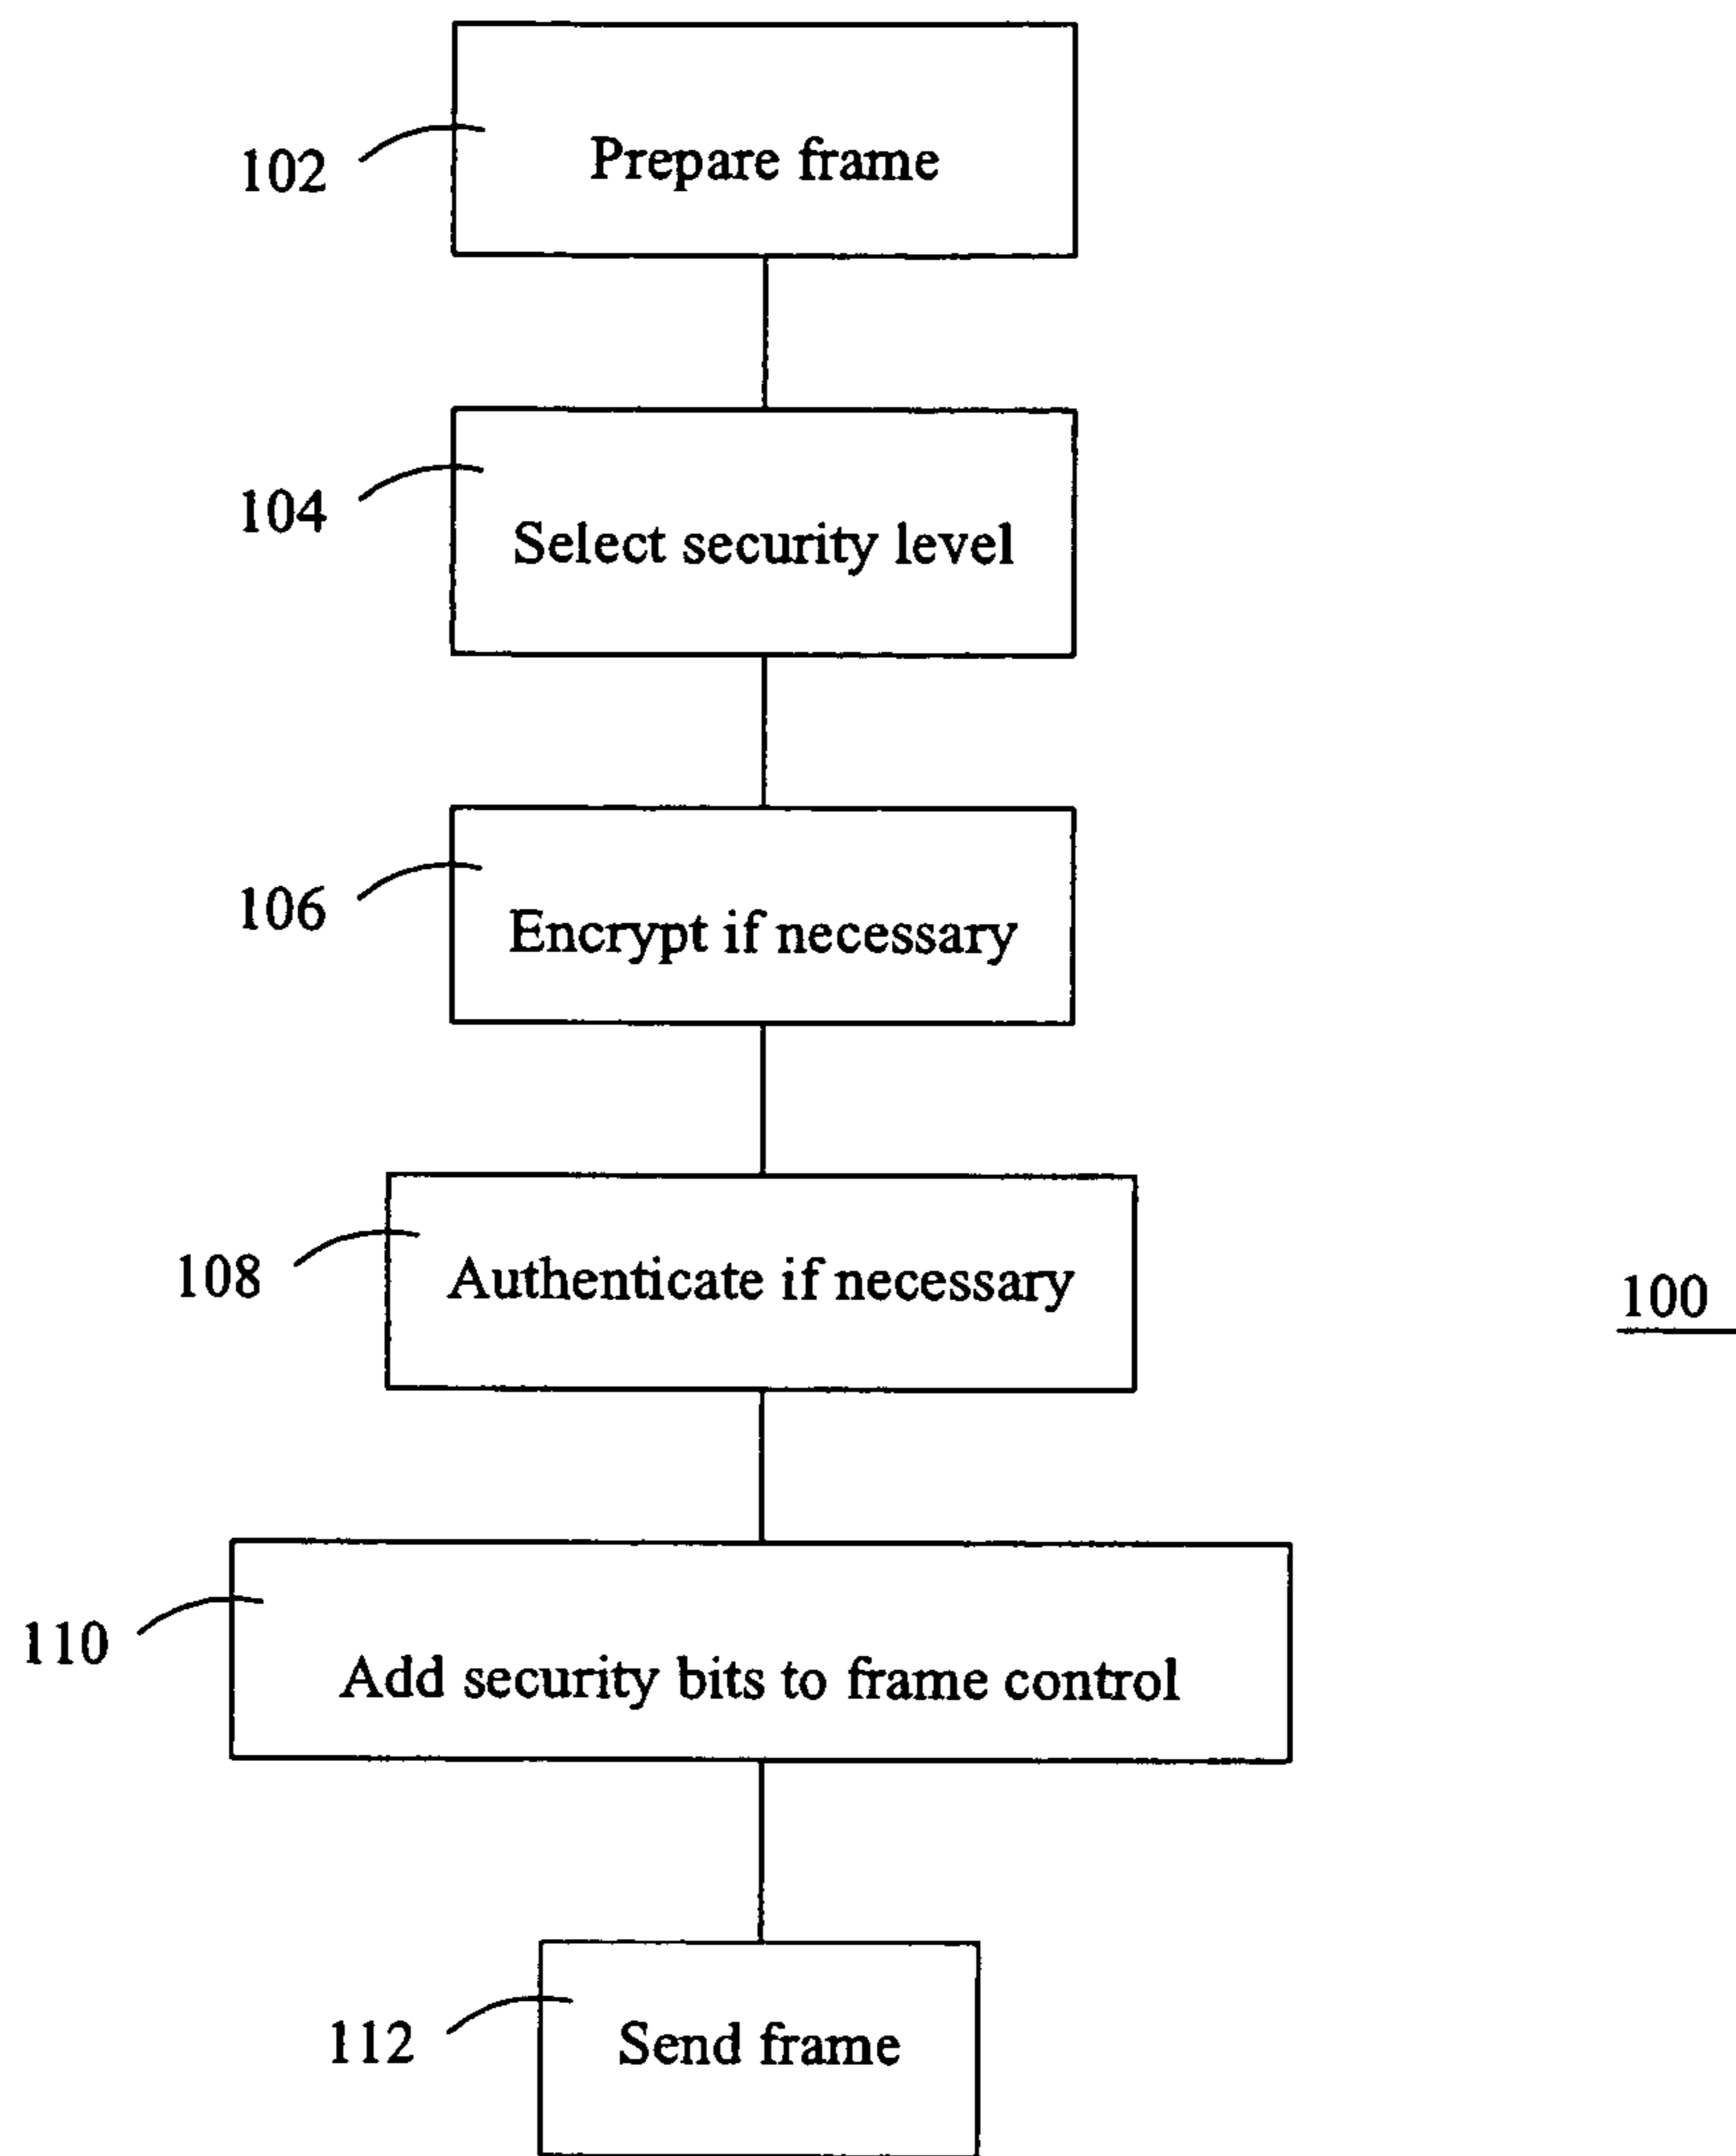 102
Prepare frame
104
Select security level
106
Encrypt if necessary
108
Authenticate if necessary
100
110
Add security bits to frame control
112
Send frame